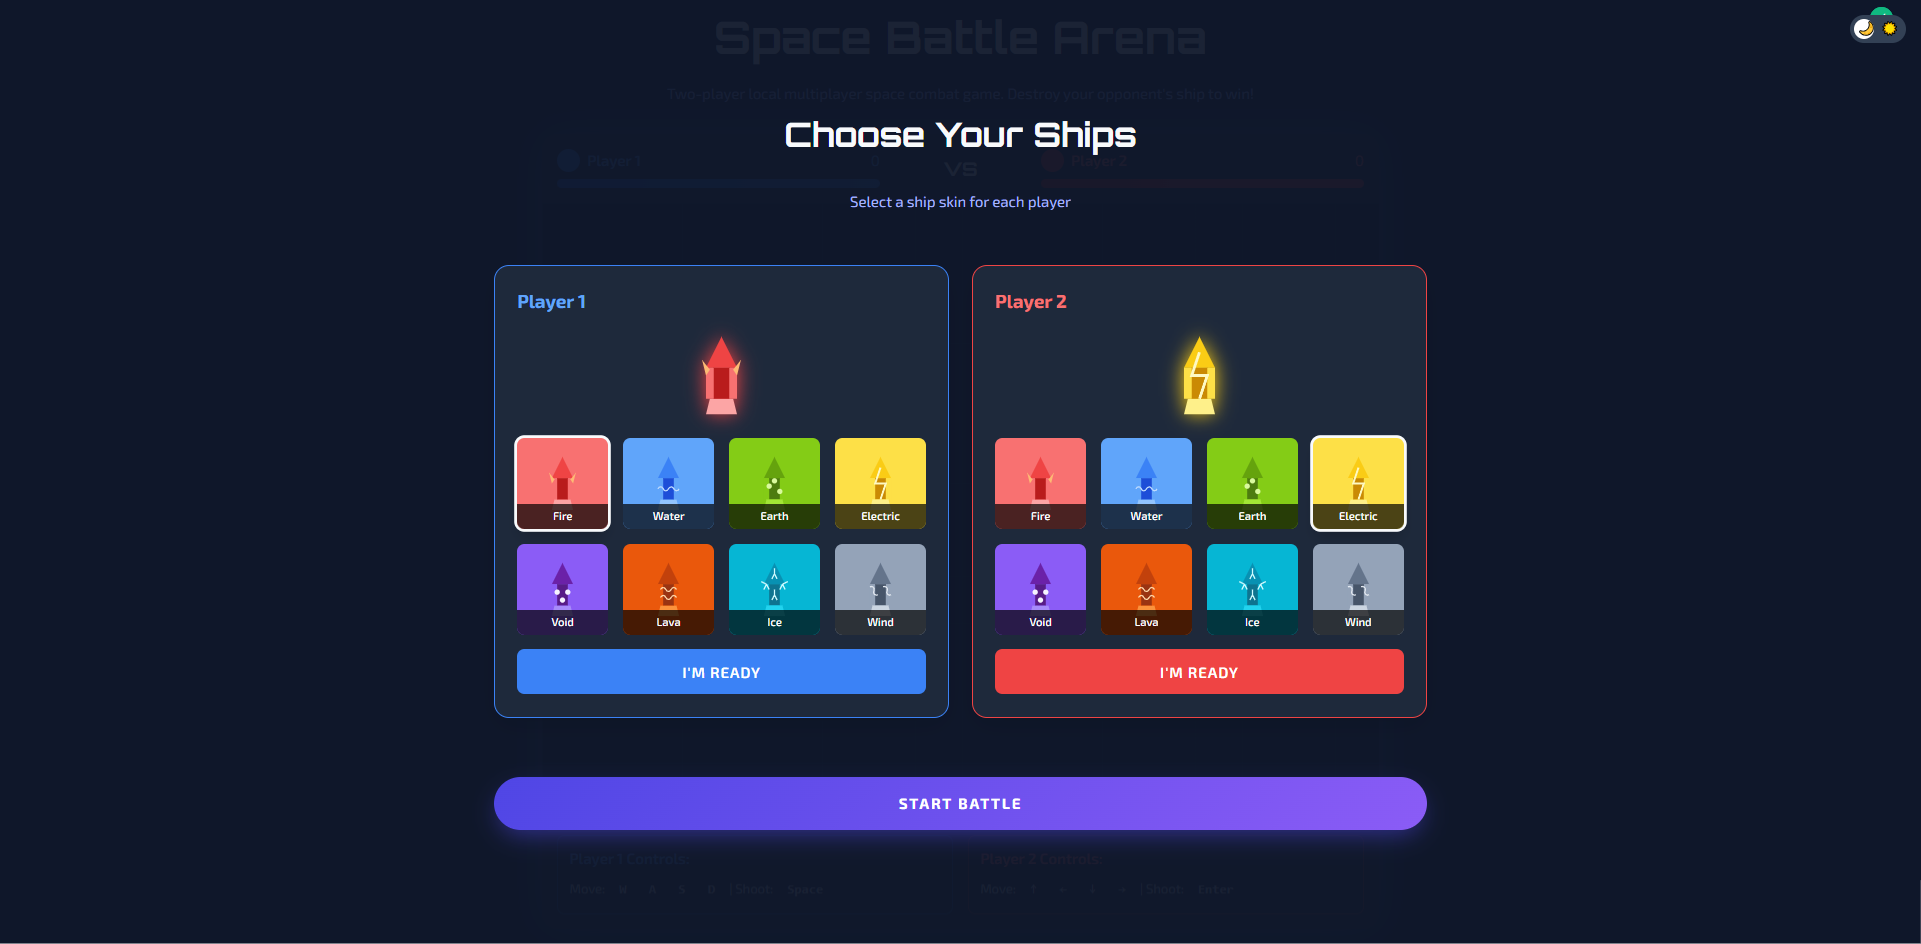 Space Battle Arena
Two-player local multiplayer space combat game. Destroy your opponent's ship to win!
Choose Your Ships
Player 1 0 VS Player 2 0
Select a ship skin for each player
Player 1
Fire Water Earth Electric
Void Lava Ice Wind
I'M READY
Player 2
Fire Water Earth Electric
Void Lava Ice Wind
I'M READY
START BATTLE
Player 1 Controls:
Move: W A S D | Shoot: Space
Player 2 Controls:
Move: ↑ ← ↓ → | Shoot: Enter